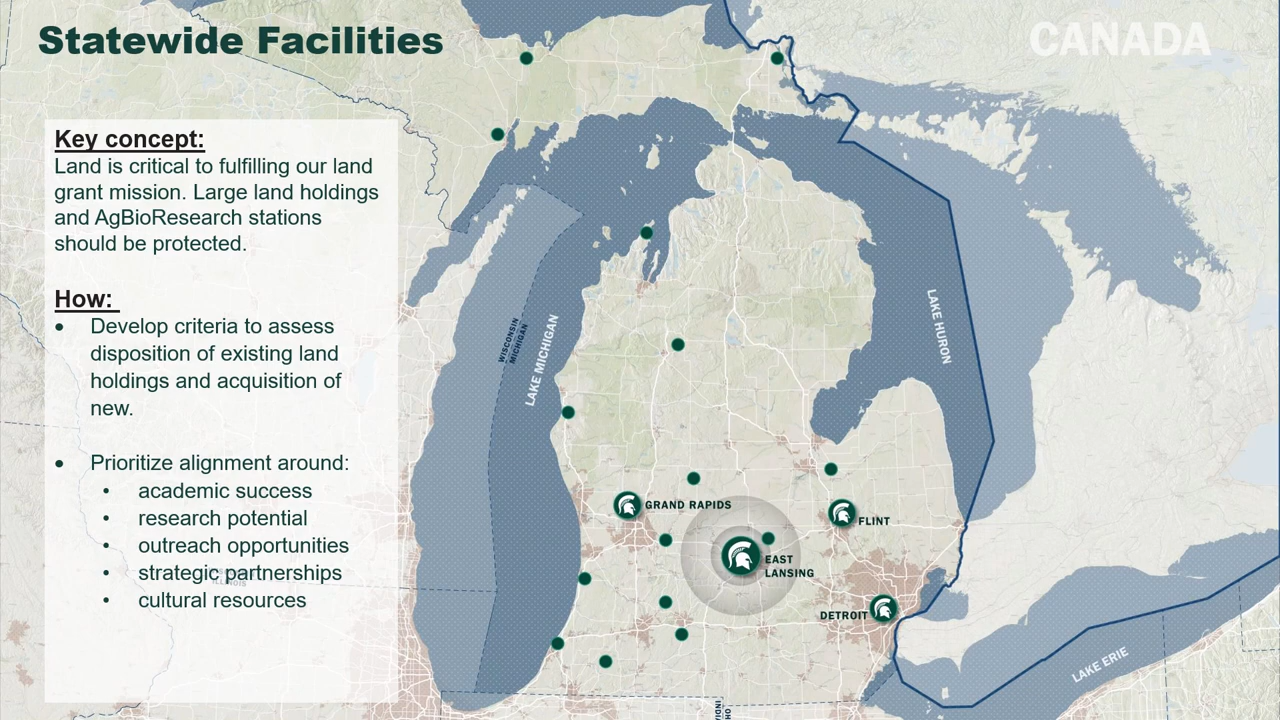 Statewide Facilities
CANADA
Key concept:
Land is critical to fulfilling our land
grant mission. Large land holdings
and AgBioResearch stations
should be protected.
How:
• Develop criteria to assess
disposition of existing land
holdings and acquisition of
new.
• Prioritize alignment around:
• academic success
• research potential
• outreach opportunities
• strategic partnerships
• cultural resources
WISCONSIN
MICHIGAN
LAKE MICHIGAN
LAKE HURON
GRAND RAPIDS
FLINT
EAST
LANSING
DETROIT
LAKE ERIE